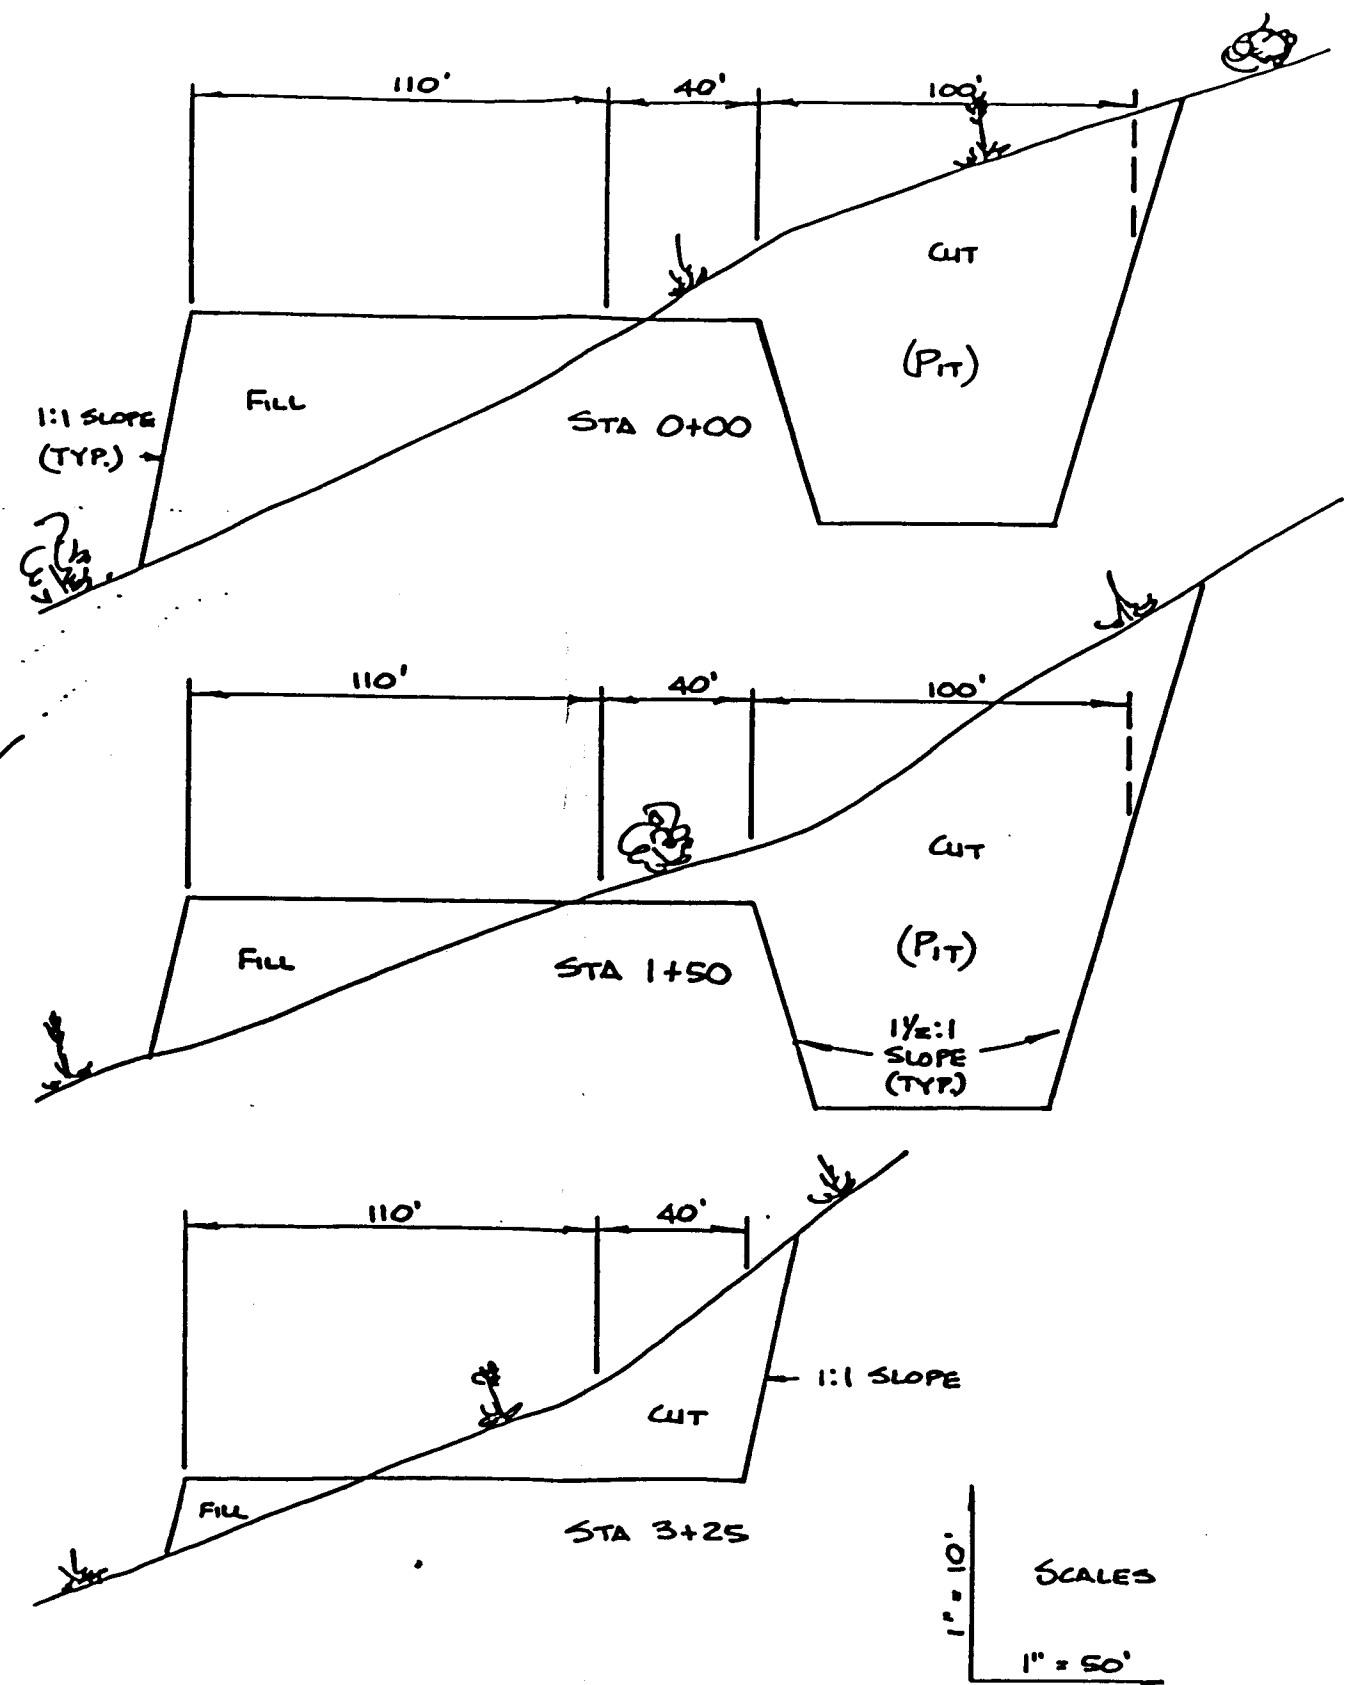 110'
40'
100'
CUT
(PIT)
FILL
STA 0+00
1:1 SLOPE
(TYP.)
110'
40'
100'
CUT
(PIT)
FILL
STA 1+50
1½:1
SLOPE
(TYP.)
110'
40'
1:1 SLOPE
CUT
FILL
STA 3+25
1" = 10'
SCALES
1" = 50'